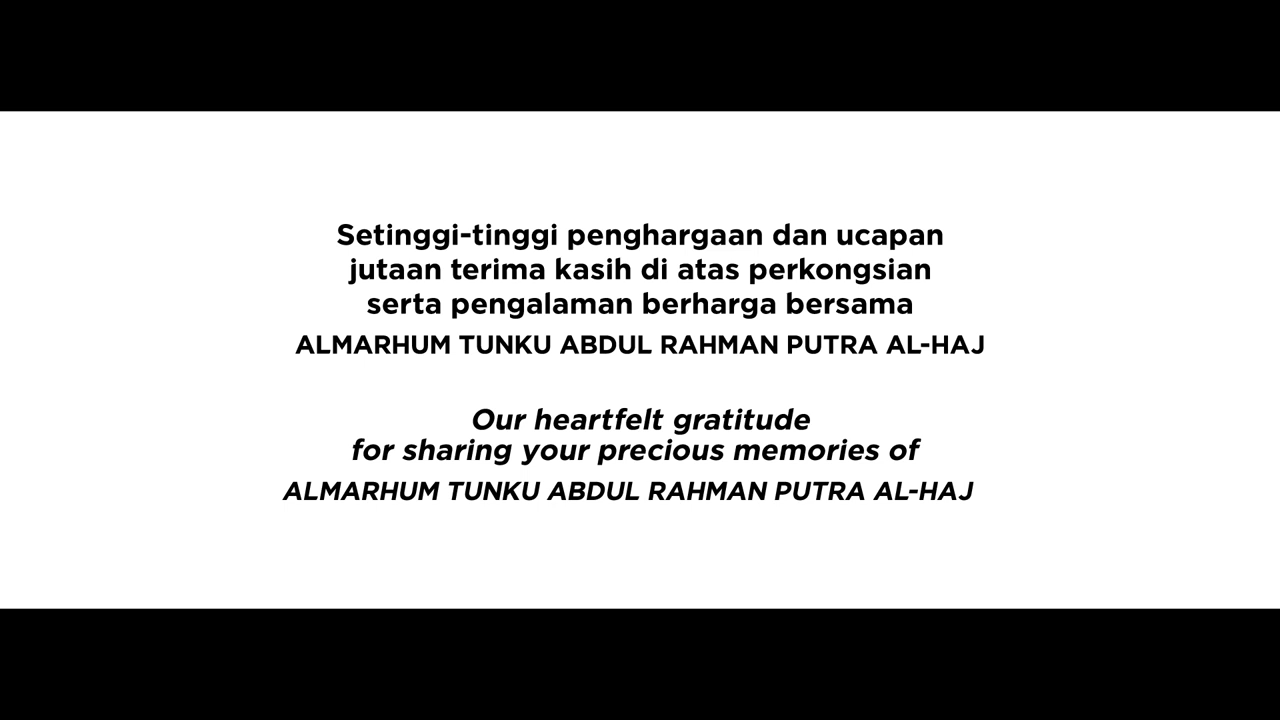 Setinggi-tinggi penghargaan dan ucapan
jutaan terima kasih di atas perkongsian
serta pengalaman berharga bersama
ALMARHUM TUNKU ABDUL RAHMAN PUTRA AL-HAJ
Our heartfelt gratitude
for sharing your precious memories of
ALMARHUM TUNKU ABDUL RAHMAN PUTRA AL-HAJ